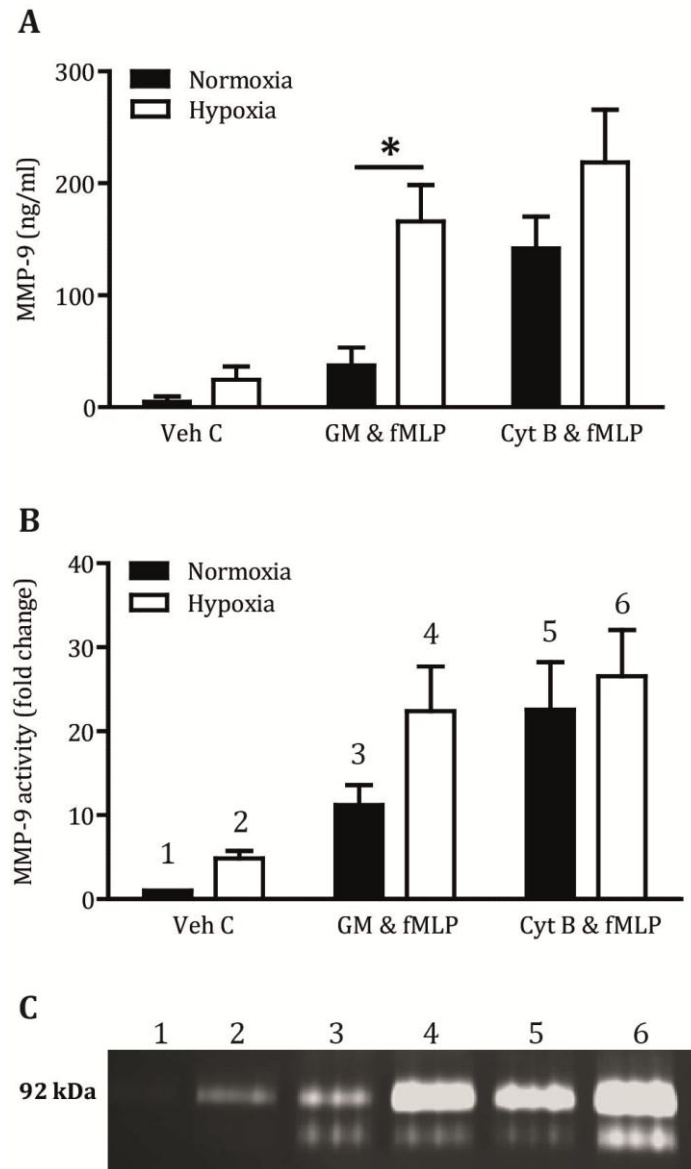 A
MMP-9 (ng/ml)
300
200
100
0
Normoxia
Hypoxia
*
Veh C
GM & fMLP
Cyt B & fMLP
B
MMP-9 activity (fold change)
40
30
20
10
0
Normoxia
Hypoxia
1
2
3
4
5
6
Veh C
GM & fMLP
Cyt B & fMLP
C
1 2 3 4 5 6
92 kDa